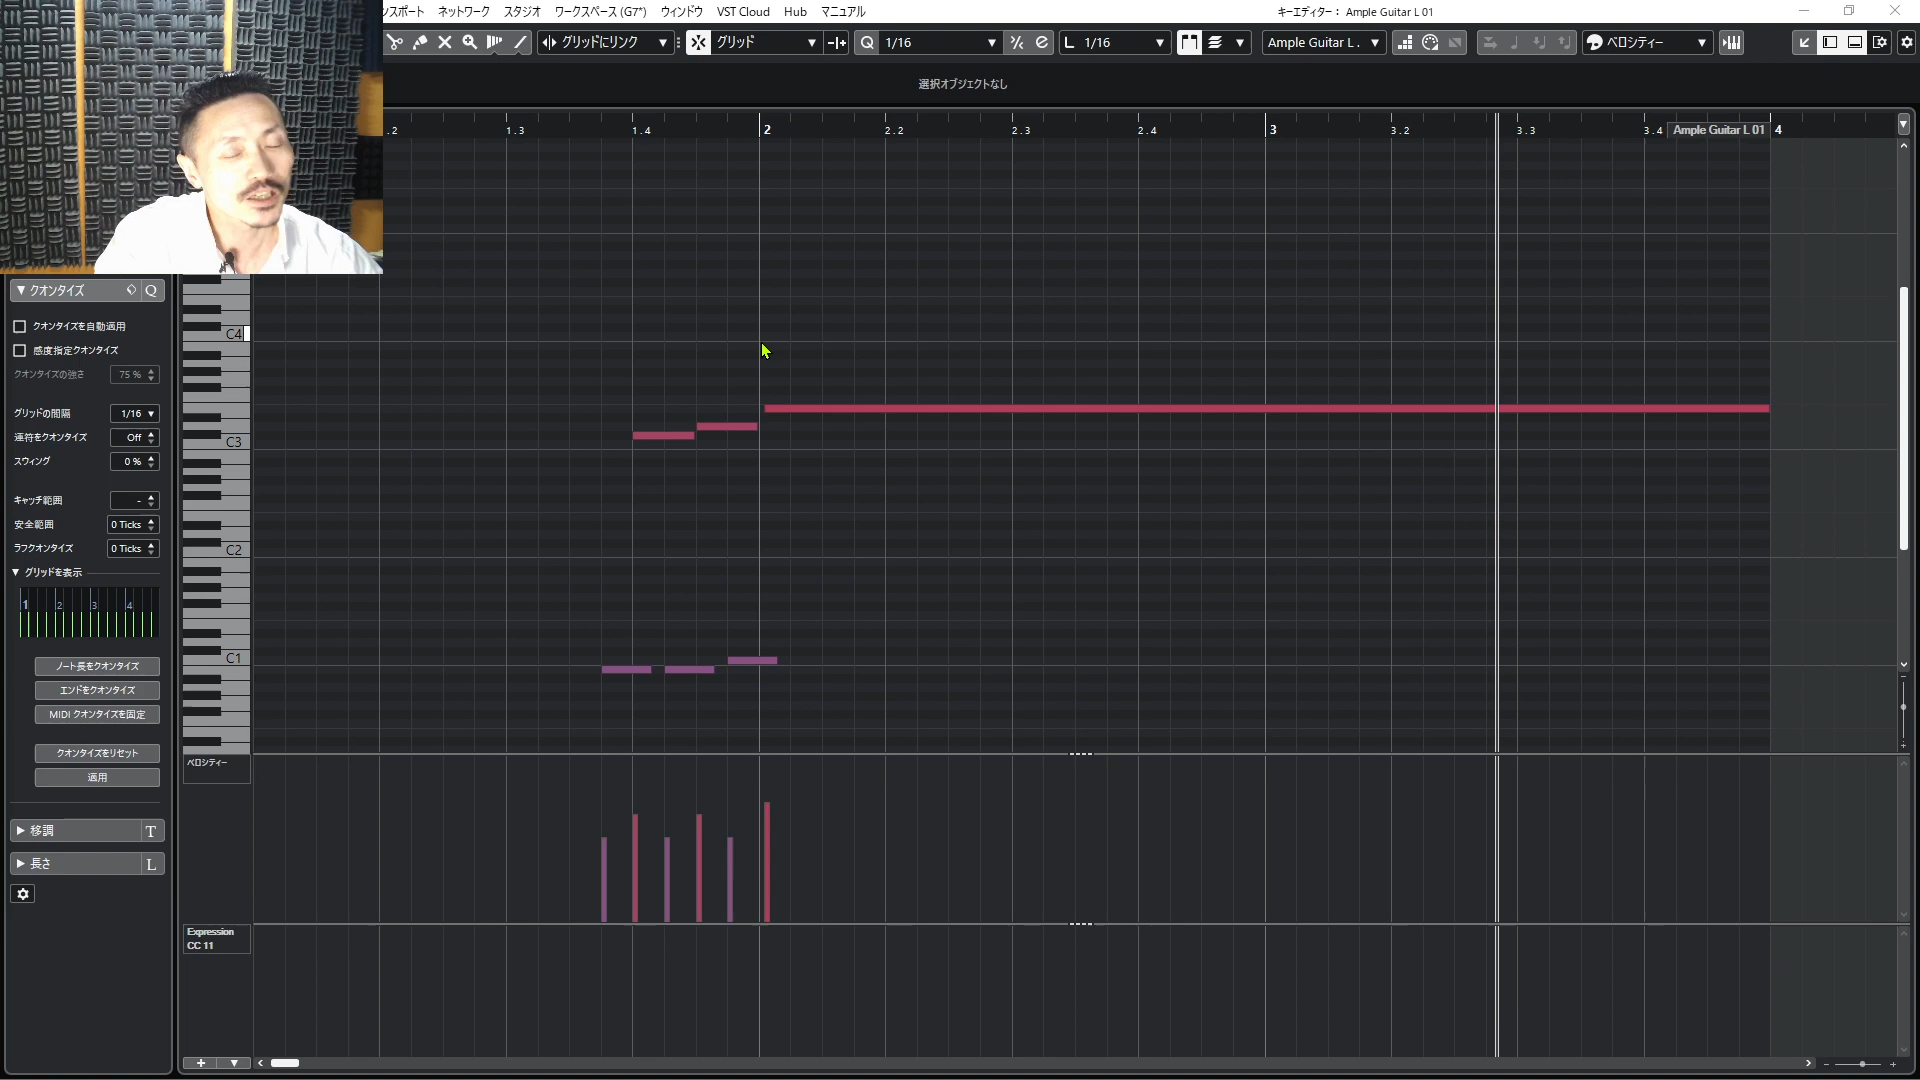 ンスポート ネットワーク スタジオ ワークスペース (G7*) ウィンドウ VST Cloud Hub マニュアル キーエディター： Ample Guitar L 01
グリッドにリンク グリッド 1/16 L 1/16 Ample Guitar L . ベロシティー
選択オブジェクトなし
.2 1.3 1.4 2 2.2 2.3 2.4 3 3.2 3.3 3.4 Ample Guitar L 01 4
クオンタイズ Q
クオンタイズを自動適用
感度指定クオンタイズ
クオンタイズの強さ 75 %
グリッドの間隔 1/16
連符をクオンタイズ Off
スウィング 0 %
キャッチ範囲 -
安全範囲 0 Ticks
ラフクオンタイズ 0 Ticks
グリッドを表示
1 2 3 4
ノート長をクオンタイズ
エンドをクオンタイズ
MIDI クオンタイズを固定
クオンタイズをリセット
適用
移調 T
長さ L
C4
C3
C2
C1
ベロシティー
Expression
CC 11